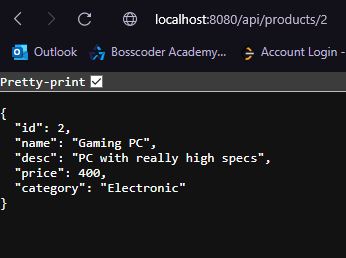 localhost:8080/api/products/2
Outlook Bosscoder Academy... Account Login -
Pretty-print
{
  "id": 2,
  "name": "Gaming PC",
  "desc": "PC with really high specs",
  "price": 400,
  "category": "Electronic"
}